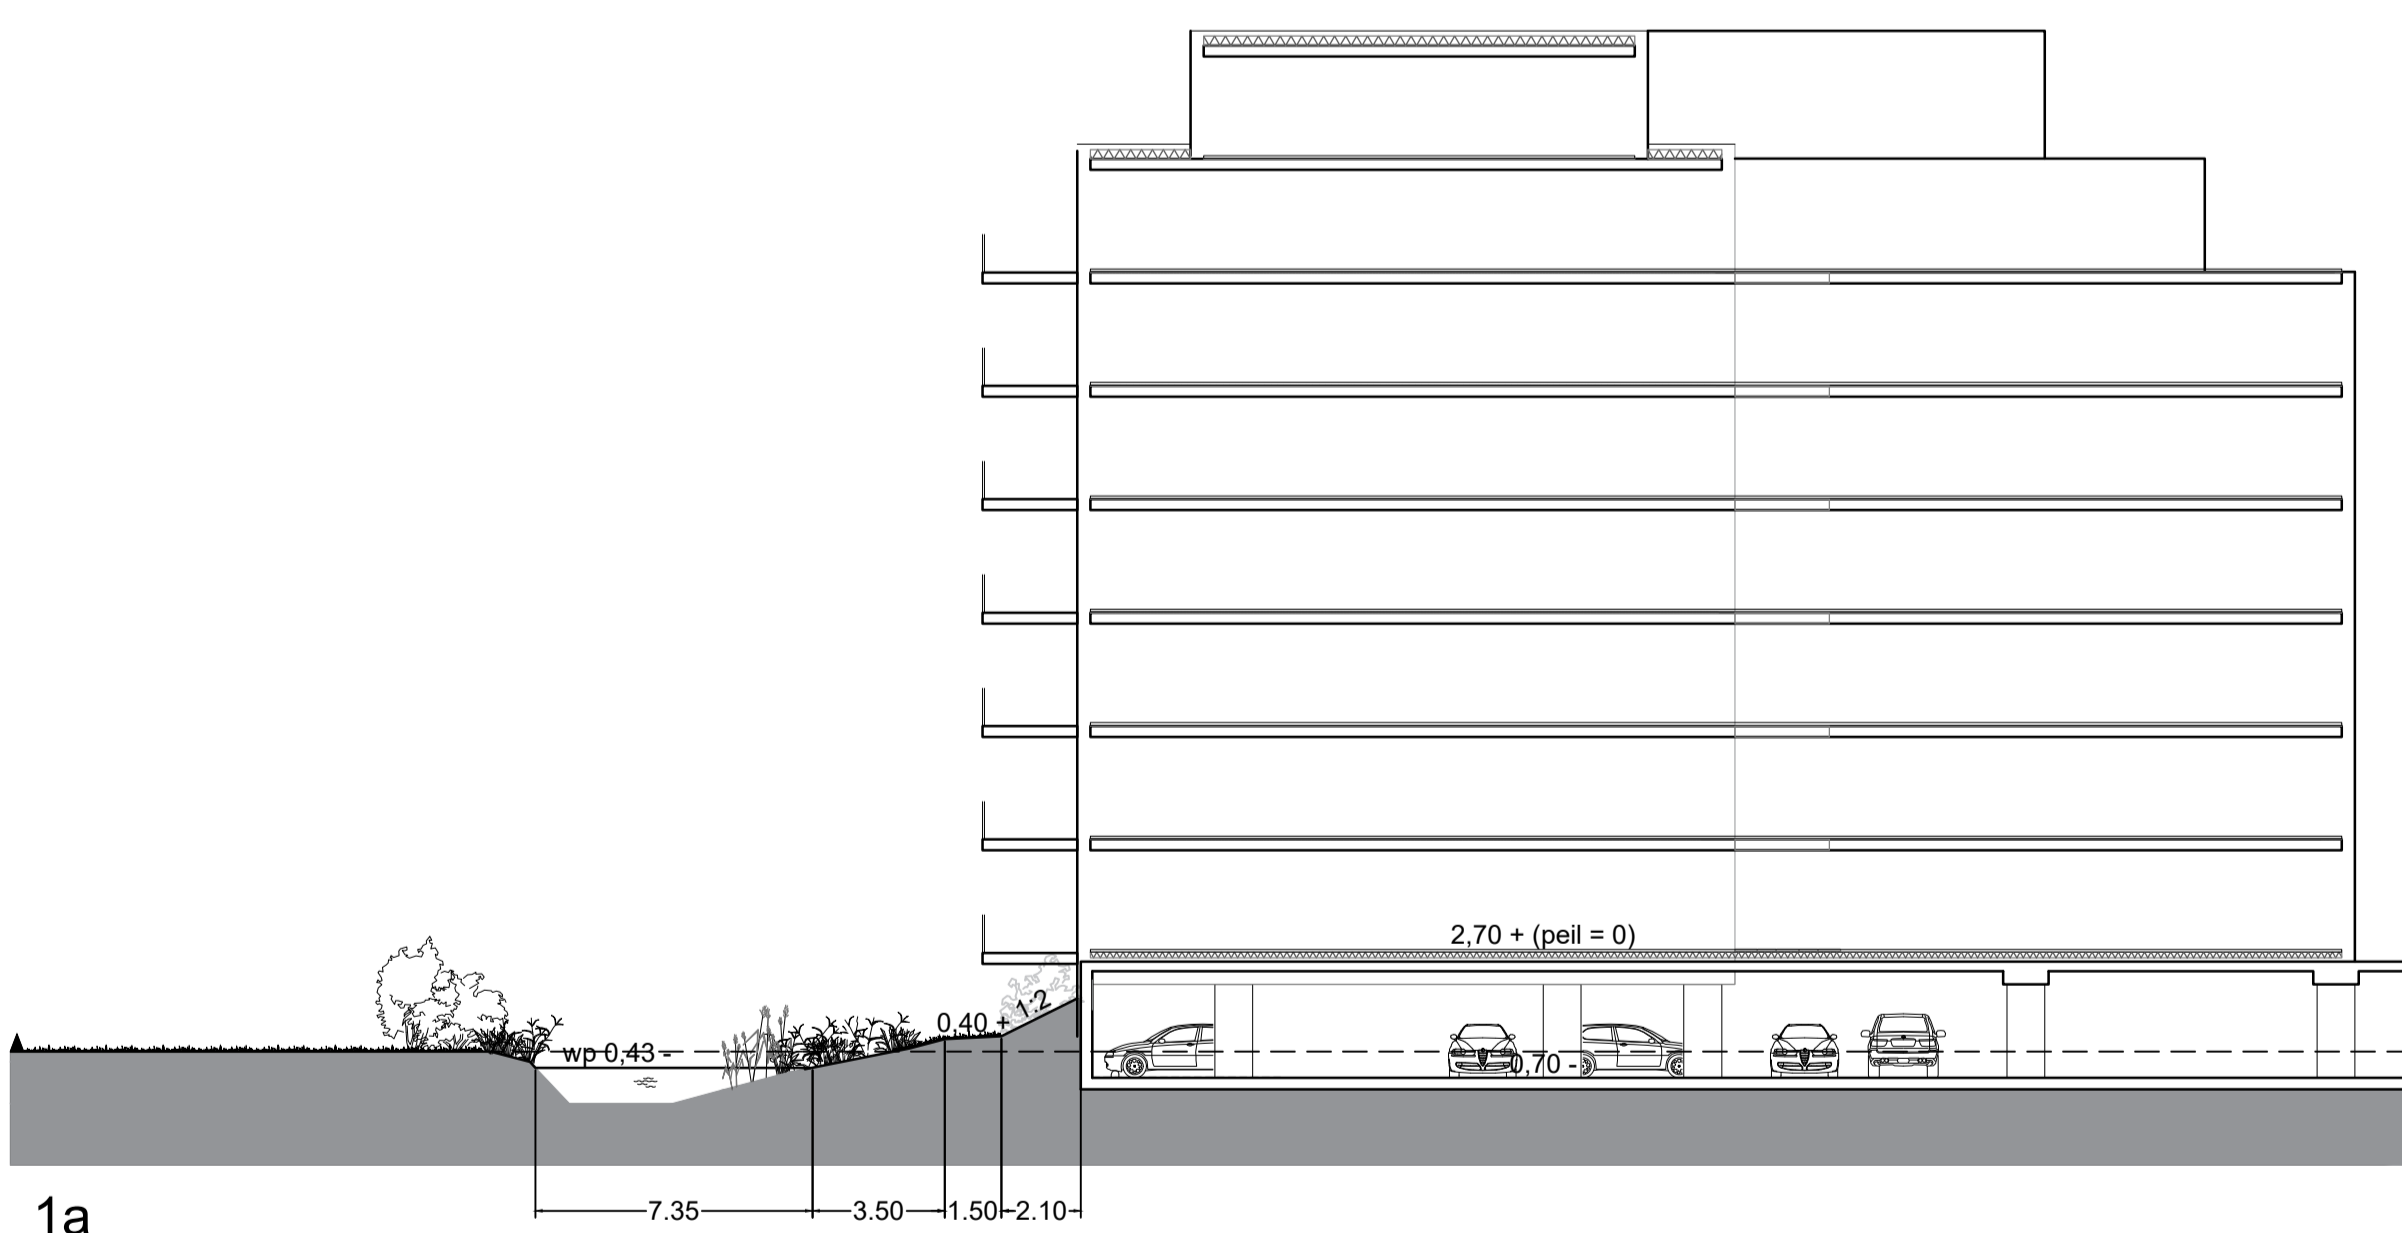 2,70 + (peil = 0)
1:2
0,40 +
wp 0,43 -
0,70 -
7.35
3.50
1.50
2.10
1a